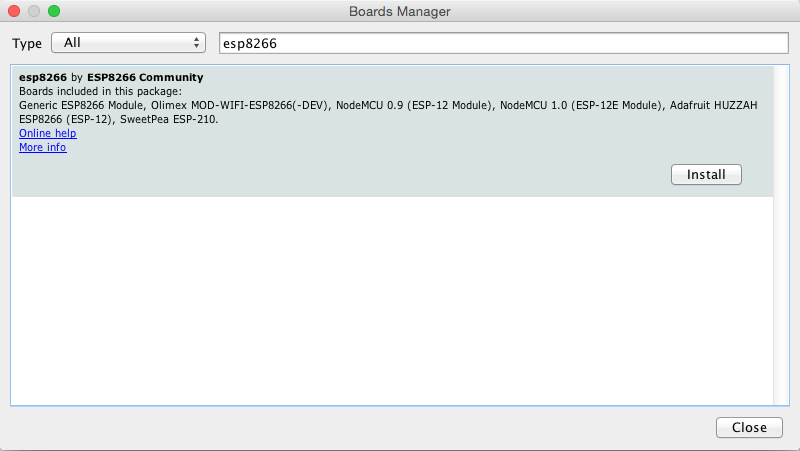 Boards Manager
Type All esp8266
esp8266 by ESP8266 Community
Boards included in this package:
Generic ESP8266 Module, Olimex MOD-WIFI-ESP8266(-DEV), NodeMCU 0.9 (ESP-12 Module), NodeMCU 1.0 (ESP-12E Module), Adafruit HUZZAH
ESP8266 (ESP-12), SweetPea ESP-210.
Online help
More info
Install
Close